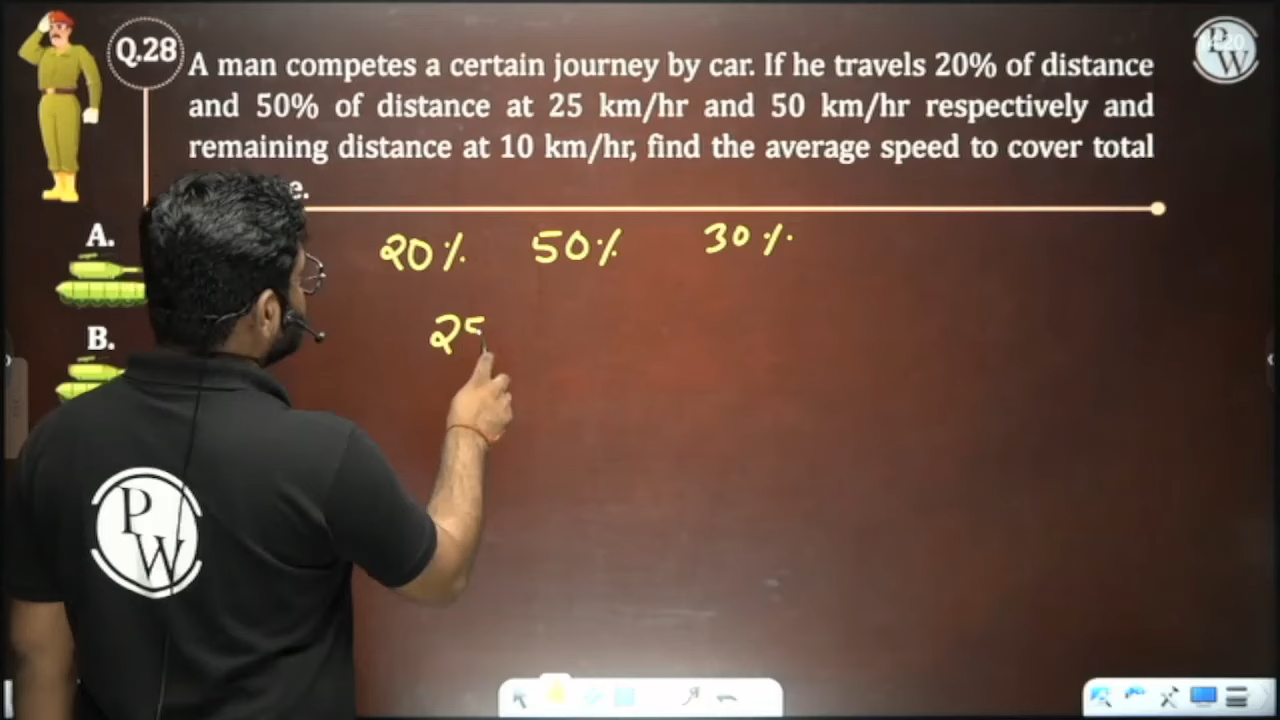 Q.28
A man competes a certain journey by car. If he travels 20% of distance
and 50% of distance at 25 km/hr and 50 km/hr respectively and
remaining distance at 10 km/hr, find the average speed to cover total
A.
20% 50% 30%
B.
25
P
W
P
W